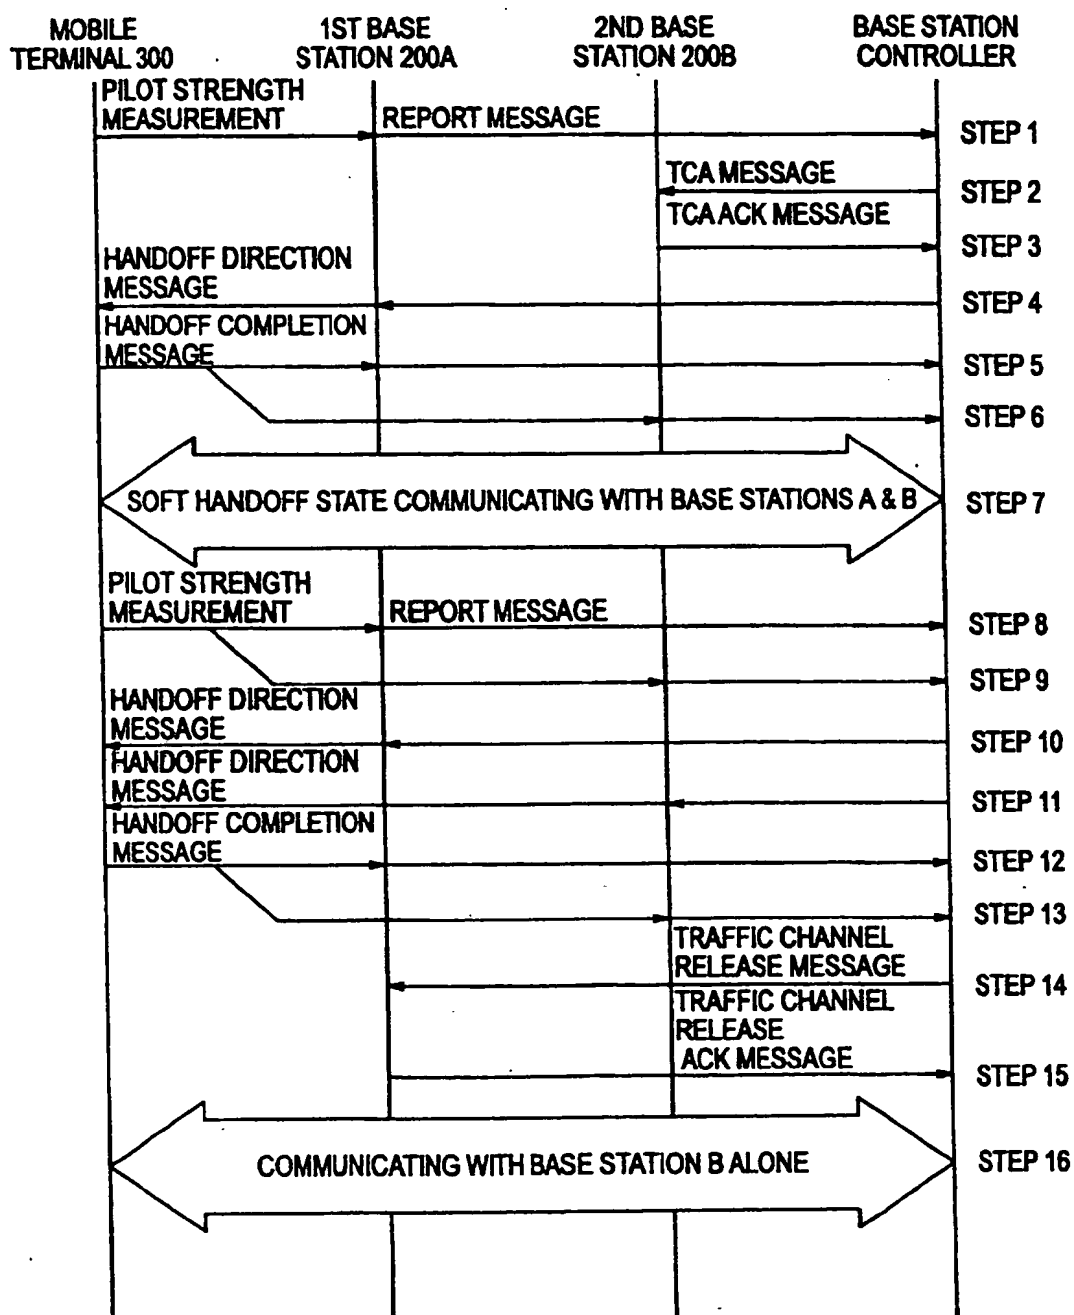 MOBILE
TERMINAL 300
1ST BASE
STATION 200A
2ND BASE
STATION 200B
BASE STATION
CONTROLLER
PILOT STRENGTH
MEASUREMENT
REPORT MESSAGE
STEP 1
TCA MESSAGE
STEP 2
TCA ACK MESSAGE
STEP 3
HANDOFF DIRECTION
MESSAGE
STEP 4
HANDOFF COMPLETION
MESSAGE
STEP 5
STEP 6
SOFT HANDOFF STATE COMMUNICATING WITH BASE STATIONS A & B
STEP 7
PILOT STRENGTH
MEASUREMENT
REPORT MESSAGE
STEP 8
STEP 9
HANDOFF DIRECTION
MESSAGE
STEP 10
HANDOFF DIRECTION
MESSAGE
STEP 11
HANDOFF COMPLETION
MESSAGE
STEP 12
STEP 13
TRAFFIC CHANNEL
RELEASE MESSAGE
STEP 14
TRAFFIC CHANNEL
RELEASE
ACK MESSAGE
STEP 15
COMMUNICATING WITH BASE STATION B ALONE
STEP 16